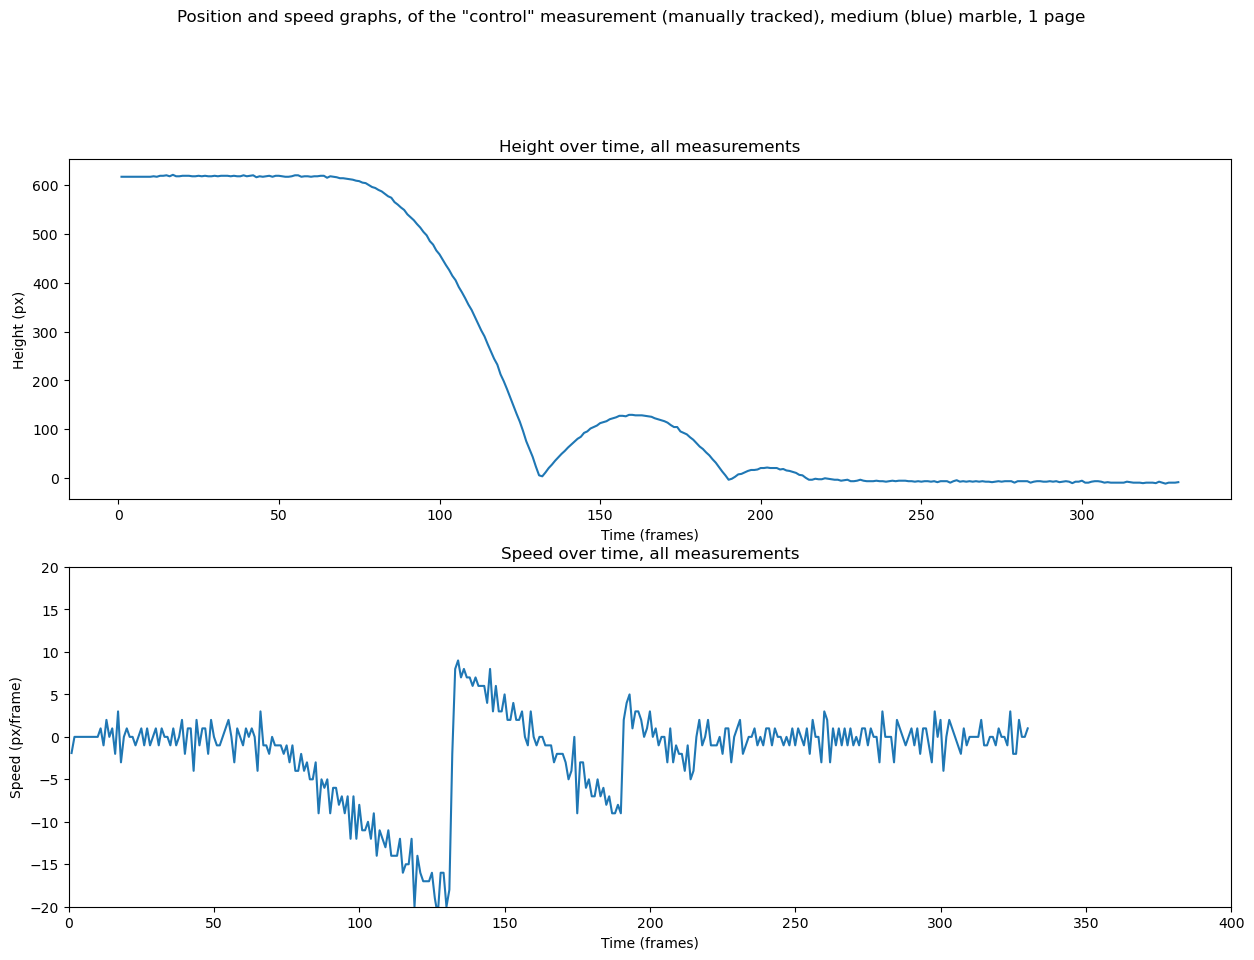 Position and speed graphs, of the "control" measurement (manually tracked), medium (blue) marble, 1 page
Height over time, all measurements
Height (px)
600
500
400
300
200
100
0
0 50 100 150 200 250 300
Time (frames)
Speed over time, all measurements
Speed (px/frame)
20
15
10
5
0
−5
−10
−15
−20
0 50 100 150 200 250 300 350 400
Time (frames)